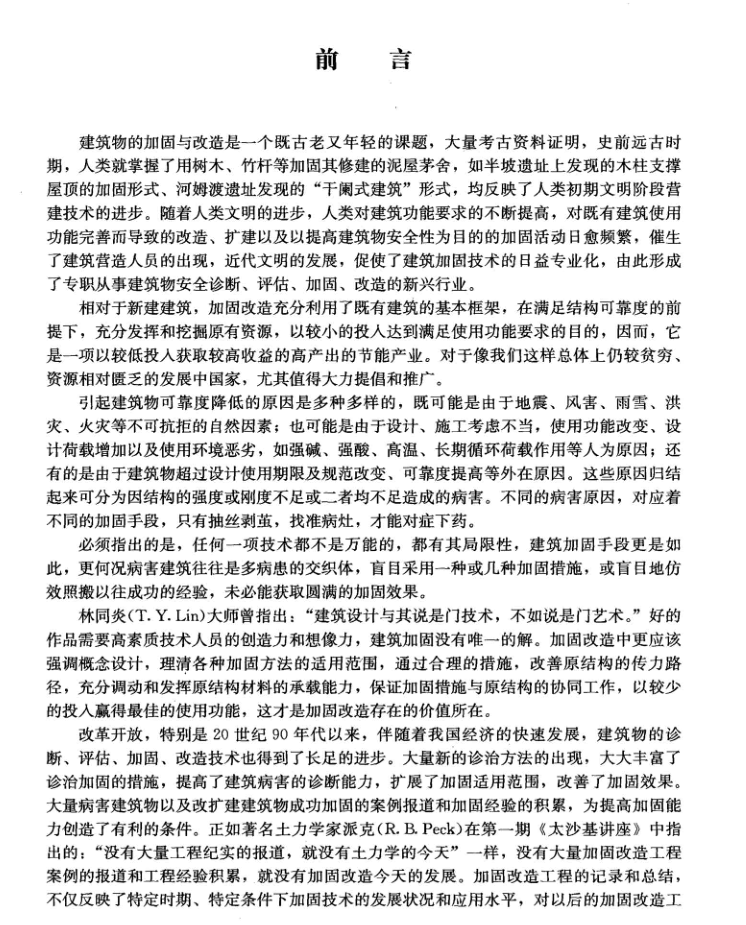 前 言
建筑物的加固与改造是一个既古老又年轻的课题，大量考古资料证明，史前远古时
期，人类就掌握了用树木、竹杆等加固其修建的泥屋茅舍，如半坡遗址上发现的木柱支撑
屋顶的加固形式、河姆渡遗址发现的“干阑式建筑”形式，均反映了人类初期文明阶段营
建技术的进步。随着人类文明的进步，人类对建筑功能要求的不断提高，对既有建筑使用
功能完善而导致的改造、扩建以及以提高建筑物安全性为目的的加固活动日愈频繁，催生
了建筑营造人员的出现，近代文明的发展，促使了建筑加固技术的日益专业化，由此形成
了专职从事建筑物安全诊断、评估、加固、改造的新兴行业。
相对于新建建筑，加固改造充分利用了既有建筑的基本框架，在满足结构可靠度的前
提下，充分发挥和挖掘原有资源，以较小的投入达到满足使用功能要求的目的，因而，它
是一项以较低投入获取较高收益的高产出的节能产业。对于像我们这样总体上仍较贫穷、
资源相对匮乏的发展中国家，尤其值得大力提倡和推广。
引起建筑物可靠度降低的原因是多种多样的，既可能是由于地震、风害、雨雪、洪
灾、火灾等不可抗拒的自然因素；也可能是由于设计、施工考虑不当，使用功能改变、设
计荷载增加以及使用环境恶劣，如强碱、强酸、高温、长期循环荷载作用等人为原因；还
有的是由于建筑物超过设计使用期限及规范改变、可靠度提高等外在原因。这些原因归结
起来可分为因结构的强度或刚度不足或二者均不足造成的病害。不同的病害原因，对应着
不同的加固手段，只有抽丝剥茧，找准病灶，才能对症下药。
必须指出的是，任何一项技术都不是万能的，都有其局限性，建筑加固手段更是如
此，更何况病害建筑往往是多病患的交织体，盲目采用一种或几种加固措施，或盲目地仿
效照搬以往成功的经验，未必能获取圆满的加固效果。
林同炎(T. Y. Lin)大师曾指出：“建筑设计与其说是门技术，不如说是门艺术。”好的
作品需要高素质技术人员的创造力和想像力，建筑加固没有唯一的解。加固改造中更应该
强调概念设计，理清各种加固方法的适用范围，通过合理的措施，改善原结构的传力路
径，充分调动和发挥原结构材料的承载能力，保证加固措施与原结构的协同工作，以较少
的投入赢得最佳的使用功能，这才是加固改造存在的价值所在。
改革开放，特别是 20 世纪 90 年代以来，伴随着我国经济的快速发展，建筑物的诊
断、评估、加固、改造技术也得到了长足的进步。大量新的诊治方法的出现，大大丰富了
诊治加固的措施，提高了建筑病害的诊断能力，扩展了加固适用范围，改善了加固效果。
大量病害建筑物以及改扩建建筑物成功加固的案例报道和加固经验的积累，为提高加固能
力创造了有利的条件。正如著名土力学家派克(R. B. Peck)在第一期《太沙基讲座》中指
出的：“没有大量工程纪实的报道，就没有土力学的今天”一样，没有大量加固改造工程
案例的报道和工程经验积累，就没有加固改造今天的发展。加固改造工程的记录和总结，
不仅反映了特定时期、特定条件下加固技术的发展状况和应用水平，对以后的加固改造工